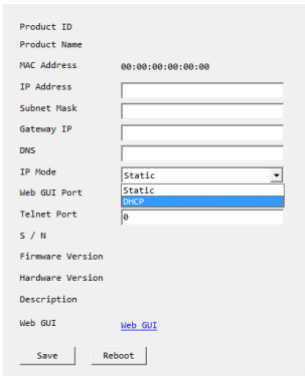 Product ID
Product Name
MAC Address 00:00:00:00:00:00
IP Address
Subnet Mask
Gateway IP
DNS
IP Mode Static
Static
Web GUI Port
DHCP
Telnet Port 0
S / N
Firmware Version
Hardware Version
Description
Web GUI Web GUI
Save Reboot